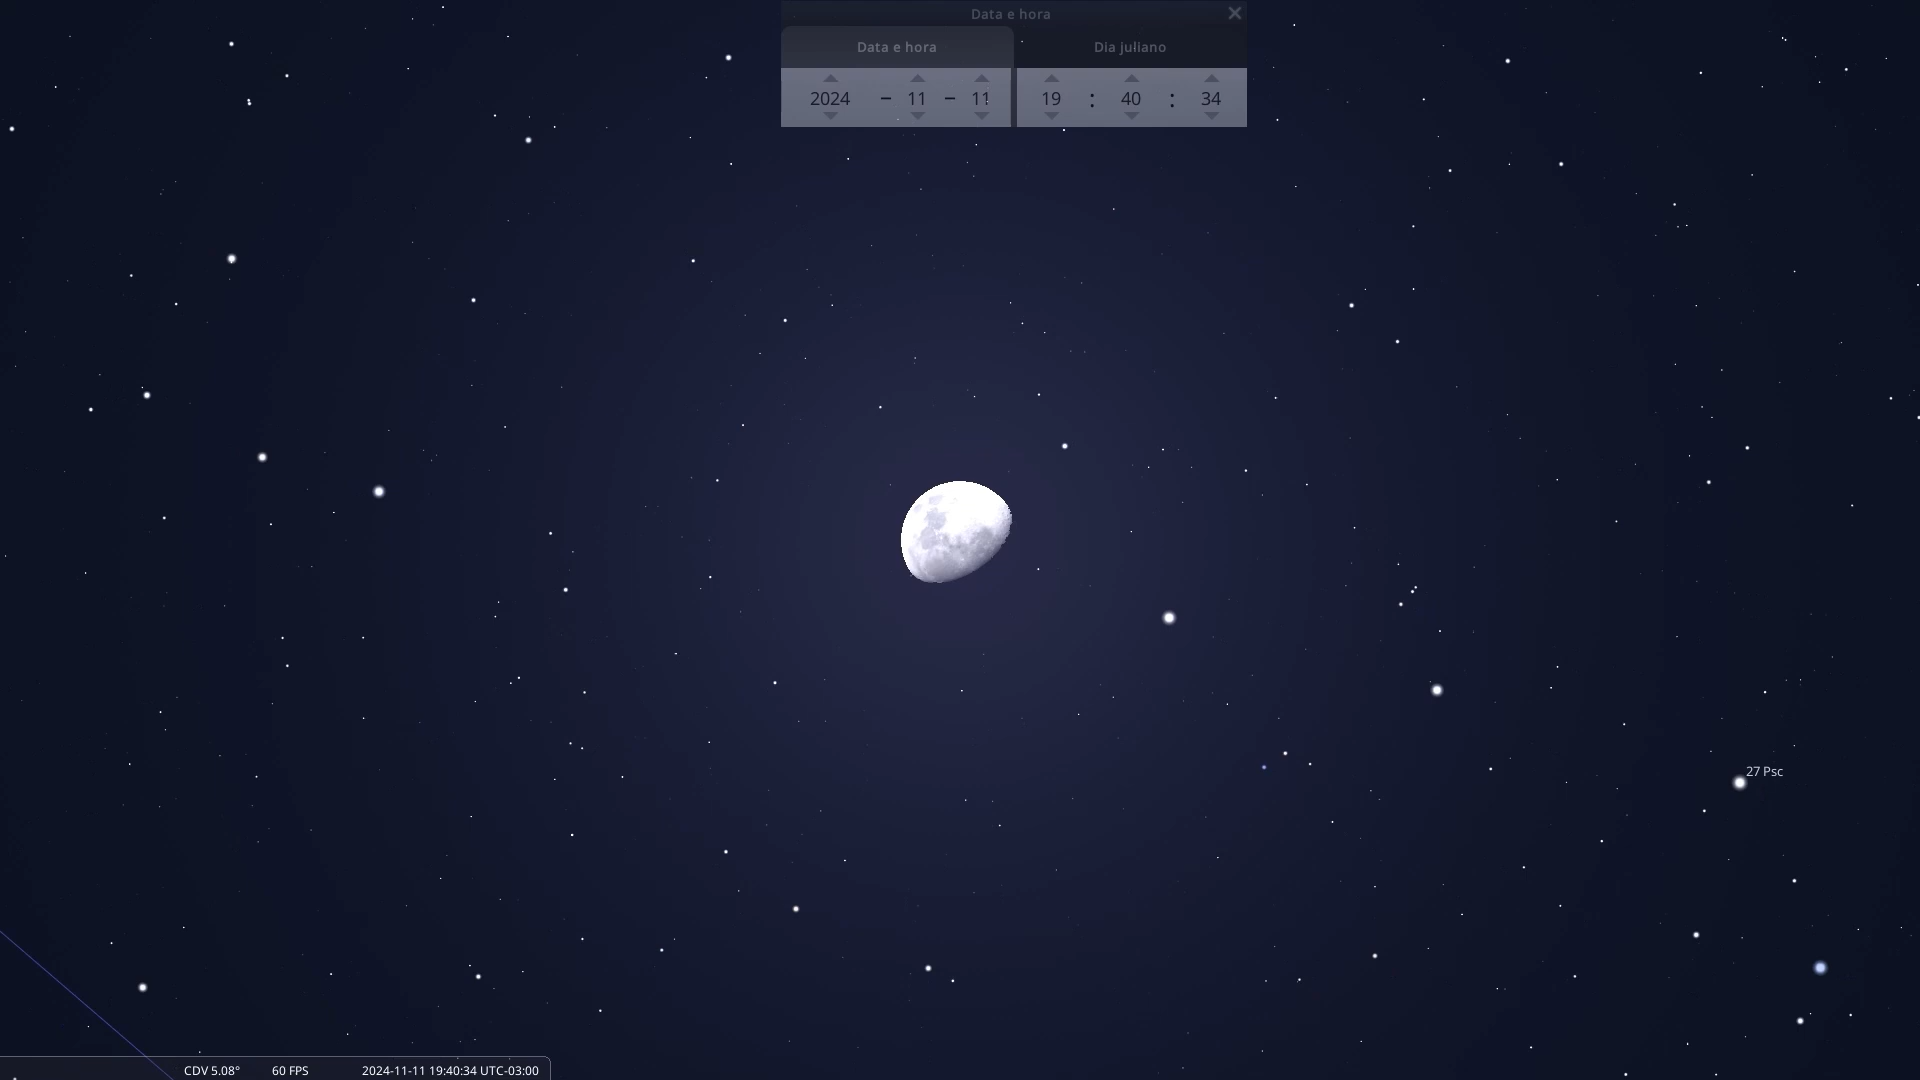 Data e hora
Data e hora
Dia juliano
2024 – 11 – 11 19 : 40 : 34
27 Psc
CDV 5.08° 60 FPS 2024-11-11 19:40:34 UTC-03:00